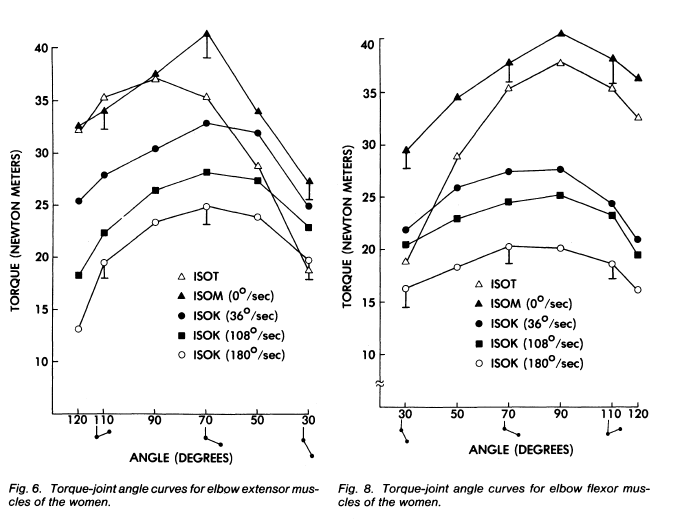 40
35
30
25
20
15
10
TORQUE (NEWTON METERS)
ISOT
ISOM (0°/sec)
ISOK (36°/sec)
ISOK (108°/sec)
ISOK (180°/sec)
120 110 90 70 50 30
ANGLE (DEGREES)
Fig. 6. Torque-joint angle curves for elbow extensor mus-
cles of the women.
40
35
30
25
20
15
10
TORQUE (NEWTON METERS)
ISOT
ISOM (0°/sec)
ISOK (36°/sec)
ISOK (108°/sec)
ISOK (180°/sec)
30 50 70 90 110 120
ANGLE (DEGREES)
Fig. 8. Torque-joint angle curves for elbow flexor mus-
cles of the women.